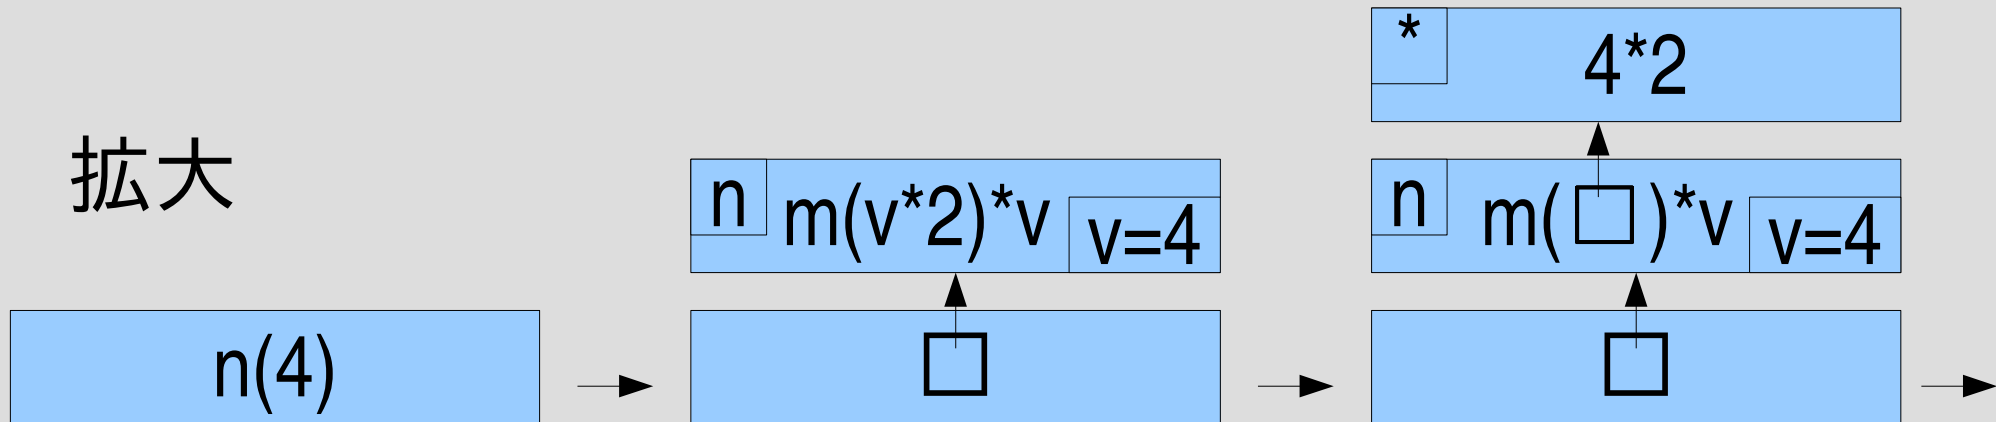 *
4*2
拡大
n
m(v*2)*v
v=4
n
m(□)*v
v=4
n(4)
□
□